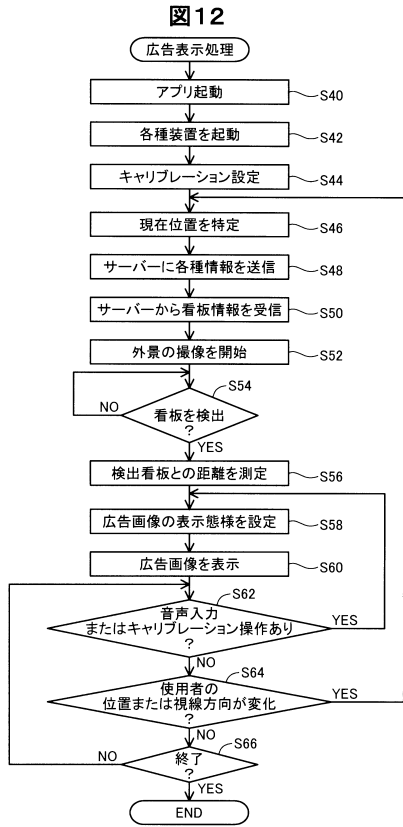 図12
広告表示処理
アプリ起動
S40
各種装置を起動
S42
キャリブレーション設定
S44
現在位置を特定
S46
サーバーに各種情報を送信
S48
サーバーから看板情報を受信
S50
外景の撮像を開始
S52
S54
NO
看板を検出
?
YES
検出看板との距離を測定
S56
広告画像の表示態様を設定
S58
広告画像を表示
S60
S62
音声入力
またはキャリブレーション操作あり
?
YES
NO
S64
使用者の
位置または視線方向が変化
?
YES
NO
S66
NO
終了
?
YES
END